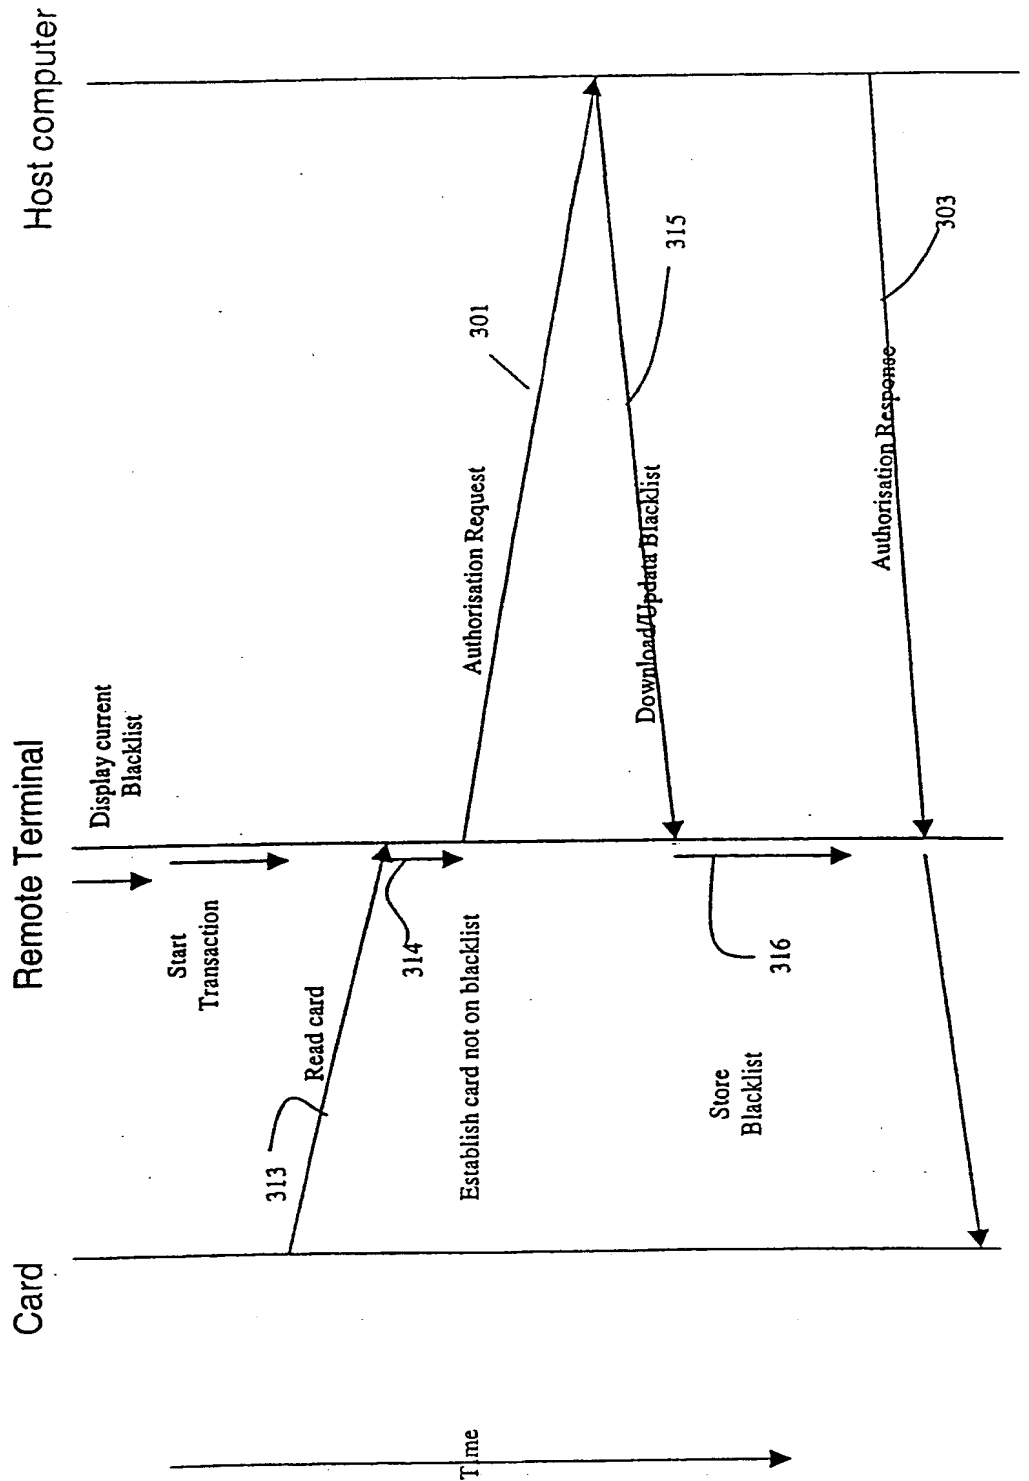 Card
Remote Terminal
Host computer
Display current
Blacklist
Start
Transaction
313
Read card
314
Establish card not on blacklist
Authorisation Request
301
Download/Updata Blacklist
315
316
Store
Blacklist
Authorisation Response
303
Time